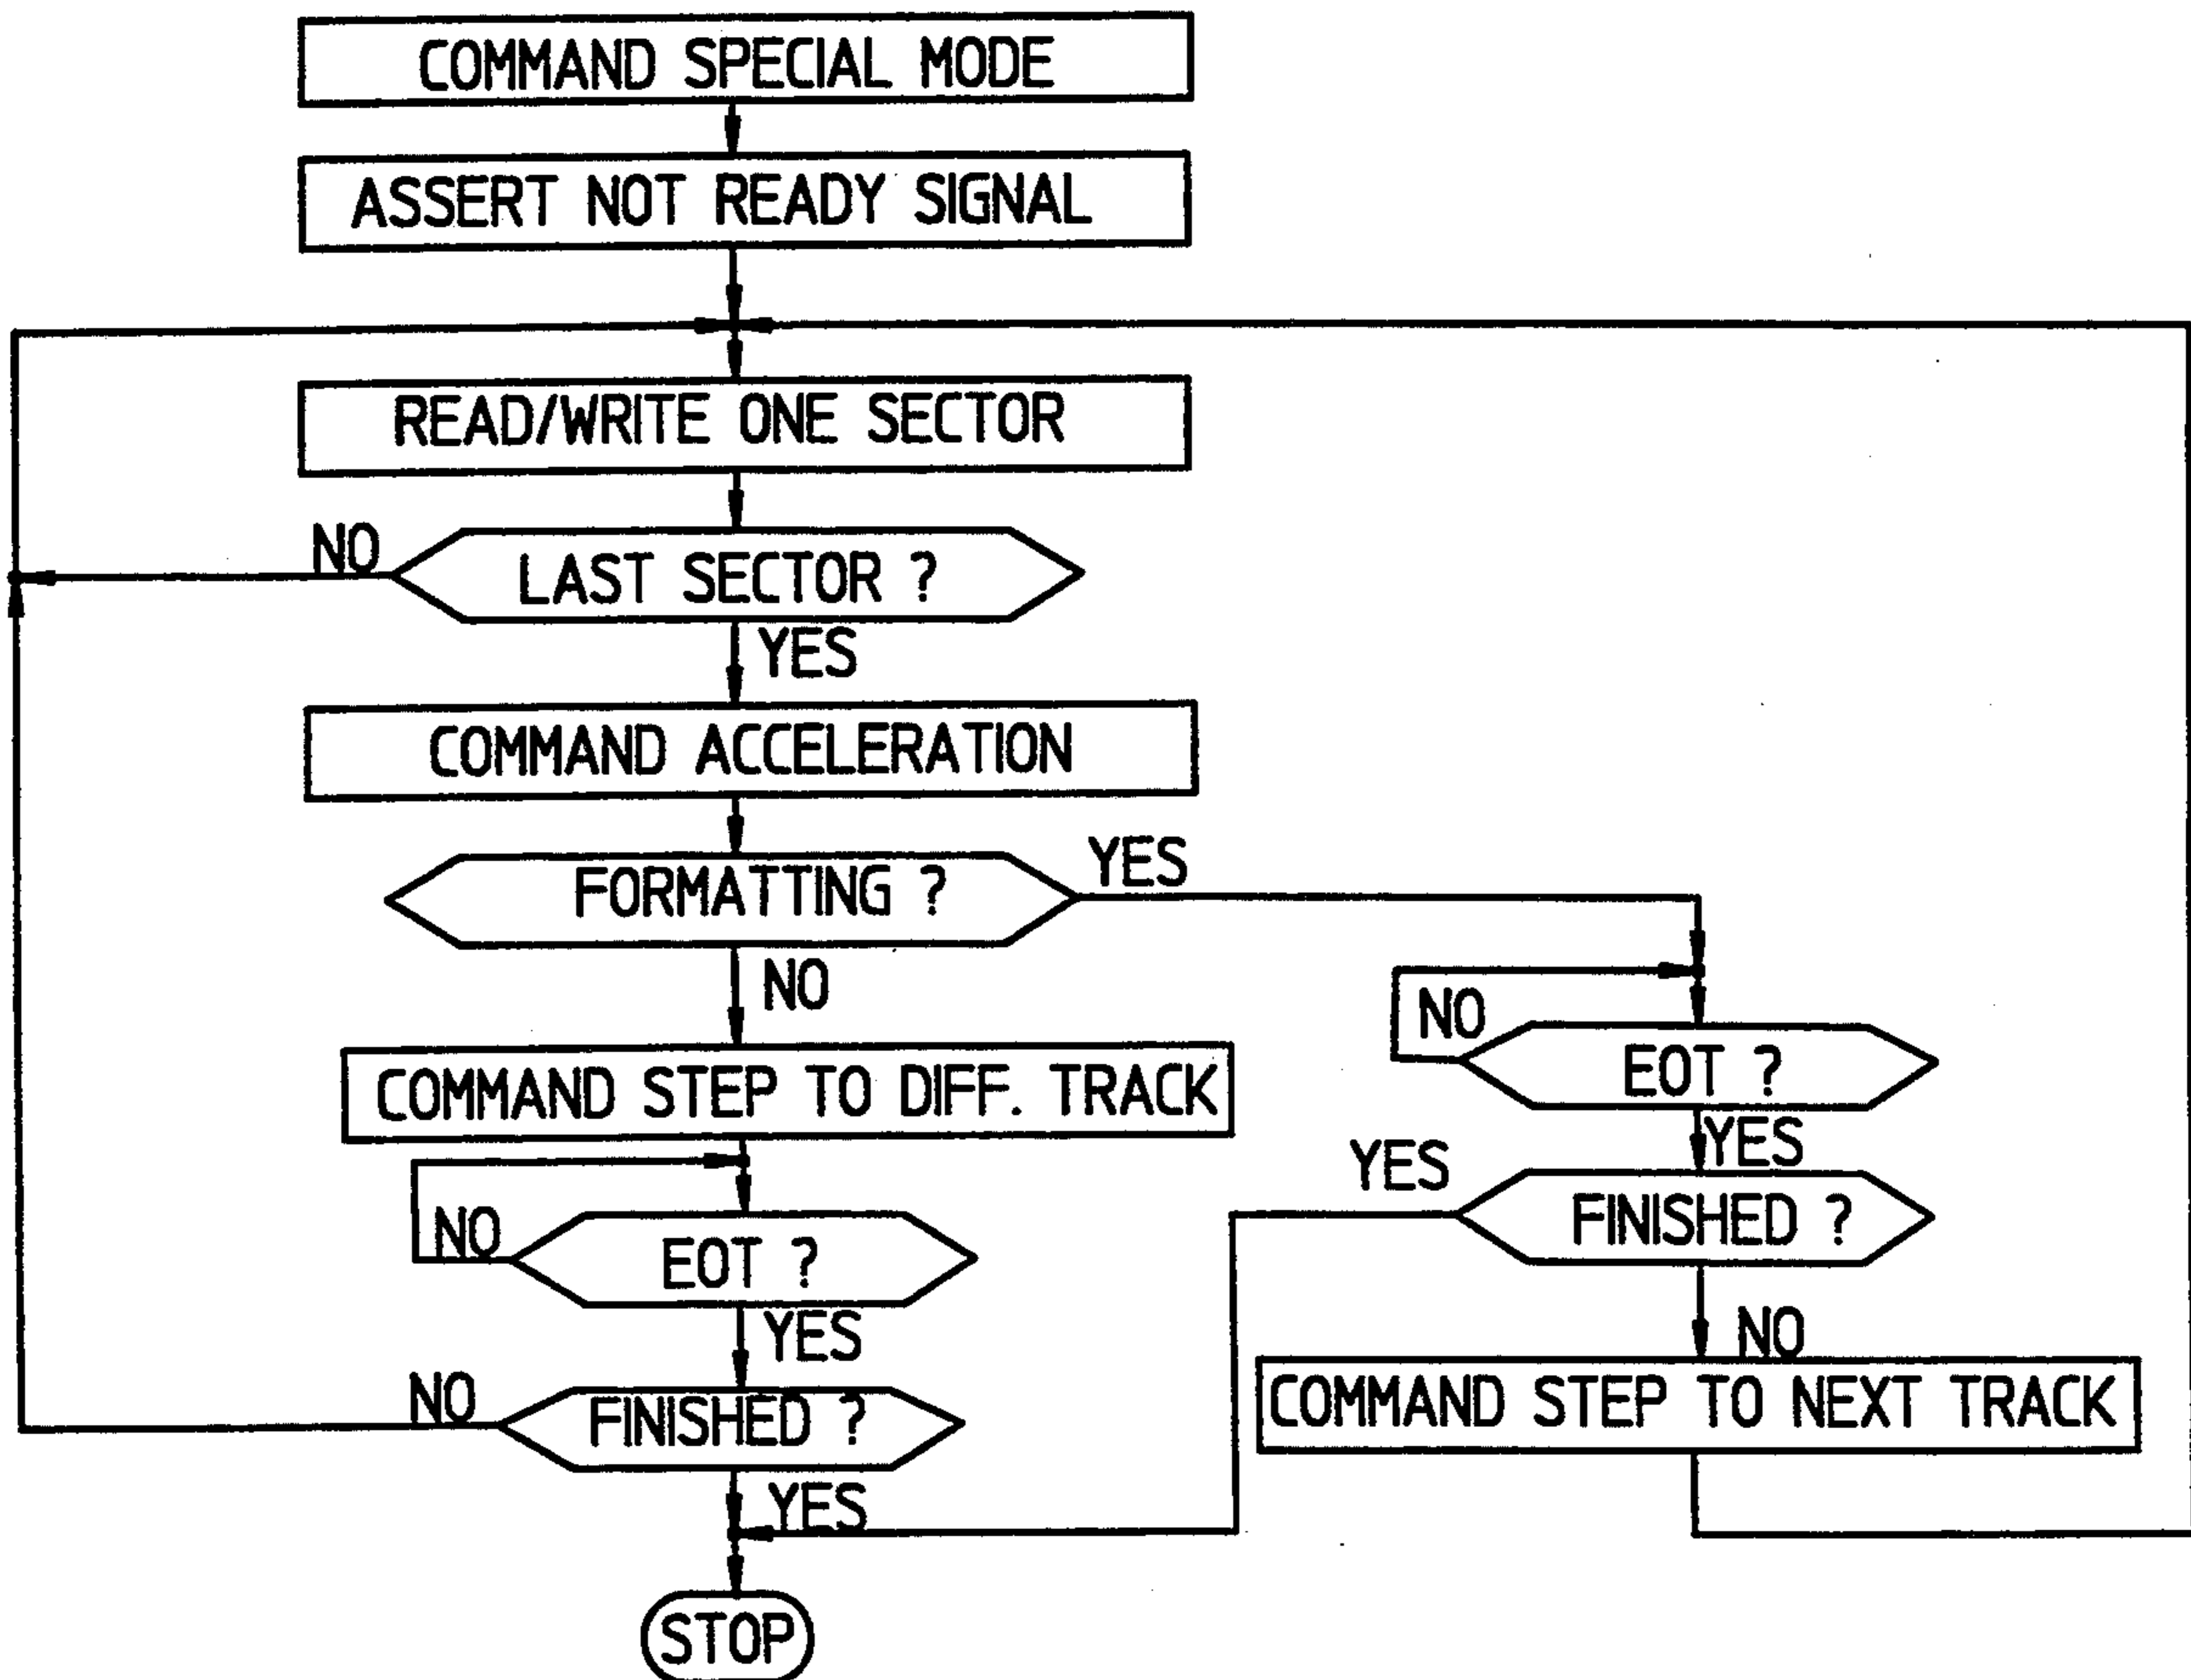 COMMAND SPECIAL MODE
ASSERT NOT READY SIGNAL
READ/WRITE ONE SECTOR
NO
LAST SECTOR ?
YES
COMMAND ACCELERATION
FORMATTING ?
YES
NO
COMMAND STEP TO DIFF. TRACK
NO
EOT ?
YES
NO
FINISHED ?
YES
STOP
NO
EOT ?
YES
YES
FINISHED ?
NO
COMMAND STEP TO NEXT TRACK